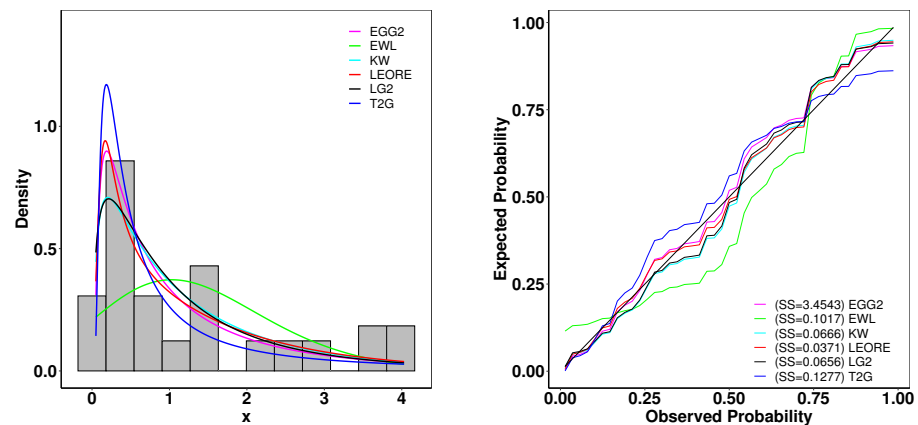 EGG2
EWL
KW
LEORE
LG2
T2G
1.0
0.5
0.0
Density
0 1 2 3 4
x
1.00
0.75
0.50
0.25
0.00
Expected Probability
(SS=3.4543) EGG2
(SS=0.1017) EWL
(SS=0.0666) KW
(SS=0.0371) LEORE
(SS=0.0656) LG2
(SS=0.1277) T2G
0.00 0.25 0.50 0.75 1.00
Observed Probability